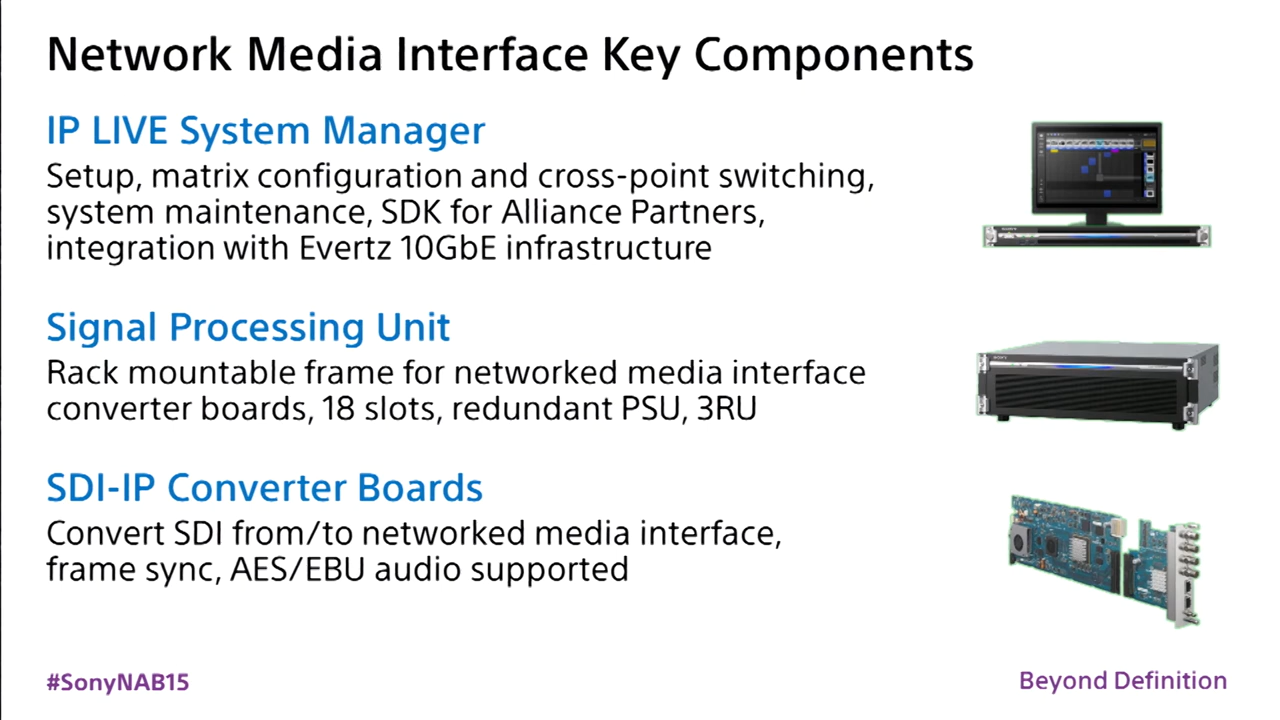 Network Media Interface Key Components
IP LIVE System Manager
Setup, matrix configuration and cross-point switching,
system maintenance, SDK for Alliance Partners,
integration with Evertz 10GbE infrastructure
Signal Processing Unit
Rack mountable frame for networked media interface
converter boards, 18 slots, redundant PSU, 3RU
SDI-IP Converter Boards
Convert SDI from/to networked media interface,
frame sync, AES/EBU audio supported
#SonyNAB15
Beyond Definition